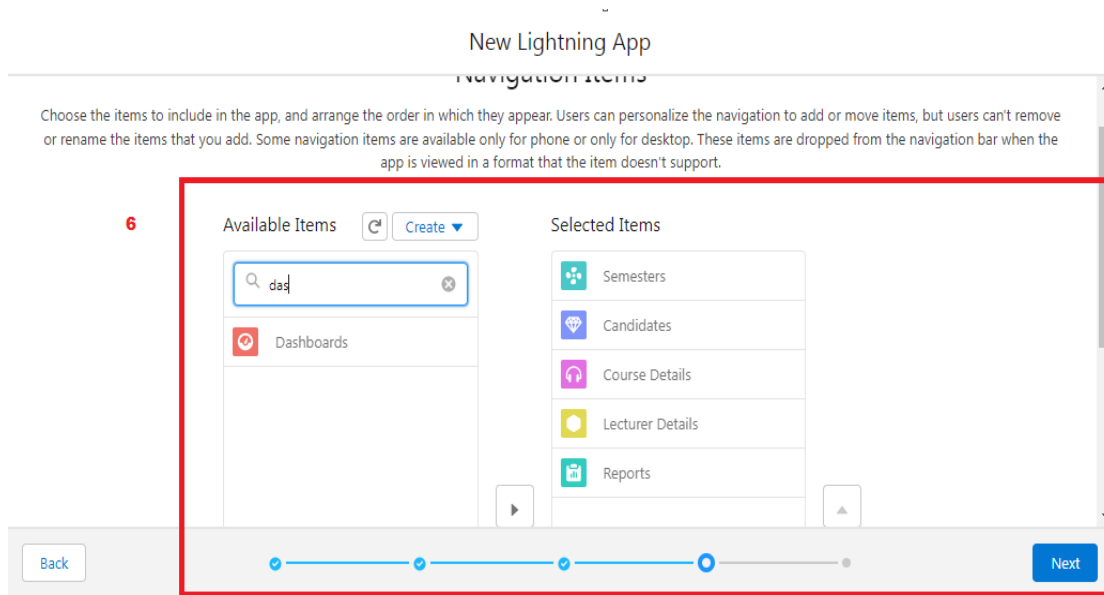 New Lightning App
Navigation Items
Choose the items to include in the app, and arrange the order in which they appear. Users can personalize the navigation to add or move items, but users can't remove
or rename the items that you add. Some navigation items are available only for phone or only for desktop. These items are dropped from the navigation bar when the
app is viewed in a format that the item doesn't support.
6
Available Items
Create
Selected Items
das
Dashboards
Semesters
Candidates
Course Details
Lecturer Details
Reports
Back
Next